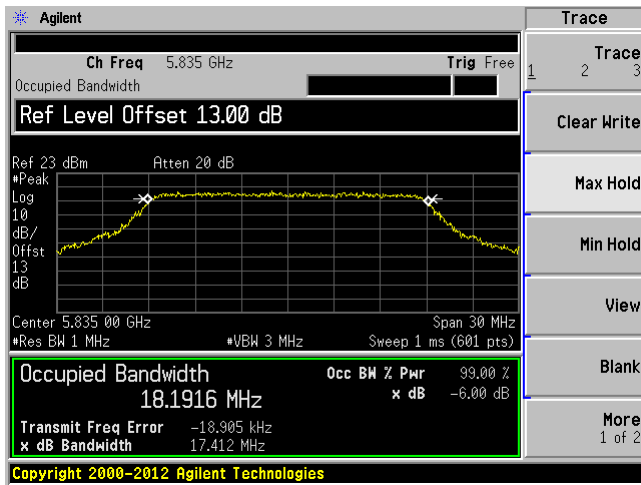 Agilent
Trace
Ch Freq 5.835 GHz Trig Free
Occupied Bandwidth
Ref Level Offset 13.00 dB
Ref 23 dBm Atten 20 dB
#Peak
Log
10
dB/
Offst
13
dB
Center 5.835 00 GHz Span 30 MHz
#Res BW 1 MHz #VBW 3 MHz Sweep 1 ms (601 pts)
Occupied Bandwidth Occ BW % Pwr 99.00 %
18.1916 MHz x dB -6.00 dB
Transmit Freq Error -18.905 kHz
x dB Bandwidth 17.412 MHz
Trace
1 2 3
Clear Write
Max Hold
Min Hold
View
Blank
More
1 of 2
Copyright 2000-2012 Agilent Technologies